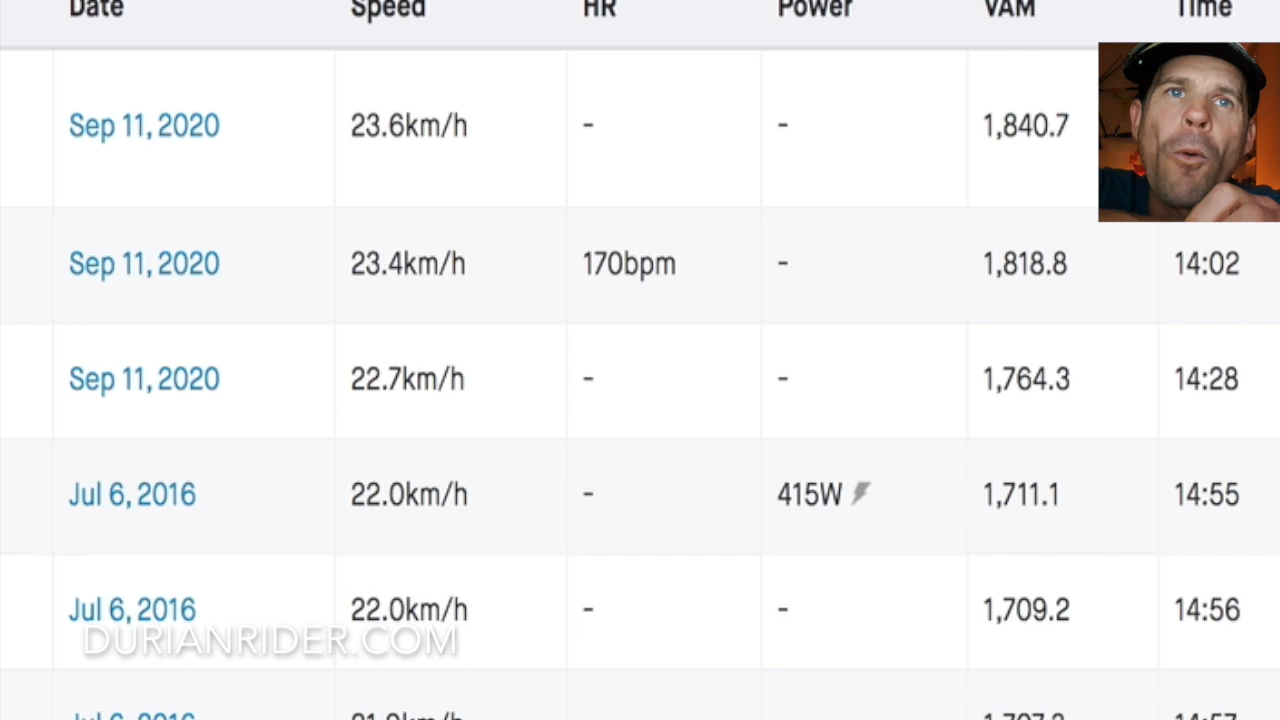 Date Speed HR Power VAM Time
Sep 11, 2020 23.6km/h - - 1,840.7
Sep 11, 2020 23.4km/h 170bpm - 1,818.8 14:02
Sep 11, 2020 22.7km/h - - 1,764.3 14:28
Jul 6, 2016 22.0km/h - 415W 1,711.1 14:55
Jul 6, 2016 22.0km/h - - 1,709.2 14:56
DURIANRIDER.COM